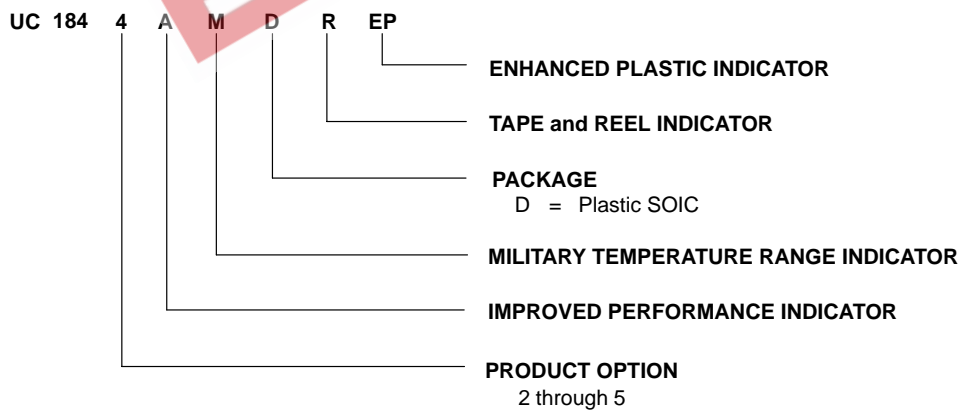 UC 184 4 A M D R EP
ENHANCED PLASTIC INDICATOR
TAPE and REEL INDICATOR
PACKAGE
D = Plastic SOIC
MILITARY TEMPERATURE RANGE INDICATOR
IMPROVED PERFORMANCE INDICATOR
PRODUCT OPTION
2 through 5